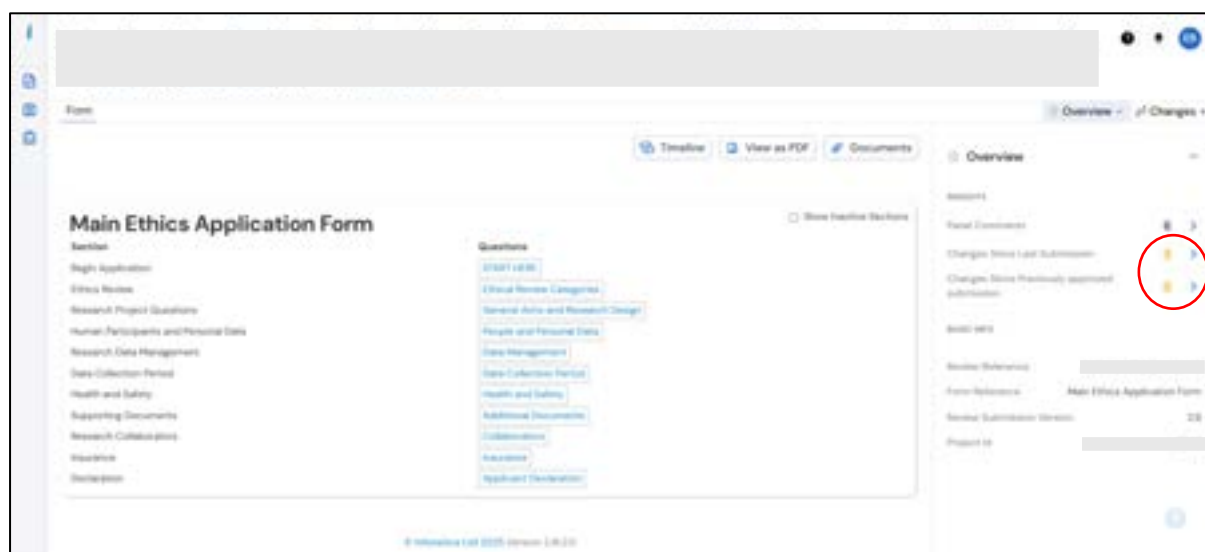 Form
Overview
Changes
Timeline
View as PDF
Documents
Overview
Main Ethics Application Form
Show Inactive Sections
Section
Questions
Begin Application
START HERE
Ethics Review
Ethical Review Categories
Research Project Questions
General Aims and Research Design
Human Participants and Personal Data
People and Personal Data
Research Data Management
Data Management
Data Collection Period
Data Collection Period
Health and Safety
Health and Safety
Supporting Documents
Additional Documents
Research Collaborators
Collaborators
Insurance
Insurance
Declaration
Applicant Declaration
INSIGHTS
Panel Comments
Changes Since Last Submission
Changes Since Previously approved
submission
BASIC INFO
Review Reference
Form Reference
Main Ethics Application Form
Review Submission Version
Project Id